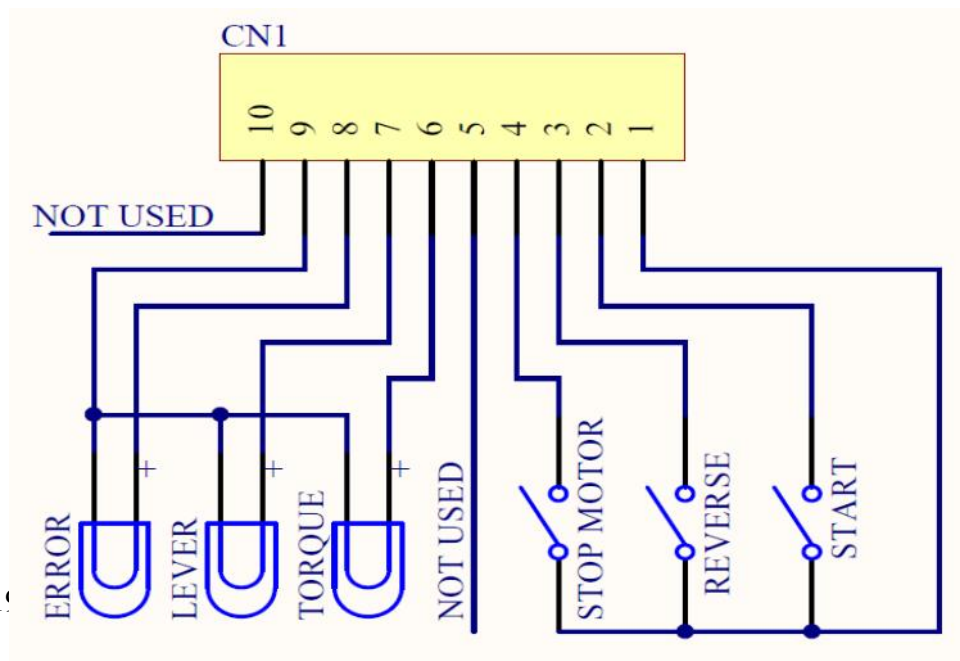 CN1
10 9 8 7 6 5 4 3 2 1
NOT USED
+ + +
ERROR
LEVER
TORQUE
NOT USED
STOP MOTOR
REVERSE
START